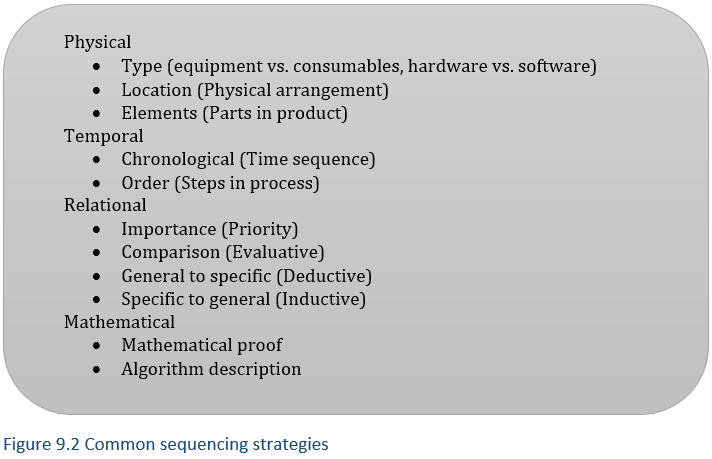 Physical
• Type (equipment vs. consumables, hardware vs. software)
• Location (Physical arrangement)
• Elements (Parts in product)
Temporal
• Chronological (Time sequence)
• Order (Steps in process)
Relational
• Importance (Priority)
• Comparison (Evaluative)
• General to specific (Deductive)
• Specific to general (Inductive)
Mathematical
• Mathematical proof
• Algorithm description
Figure 9.2 Common sequencing strategies